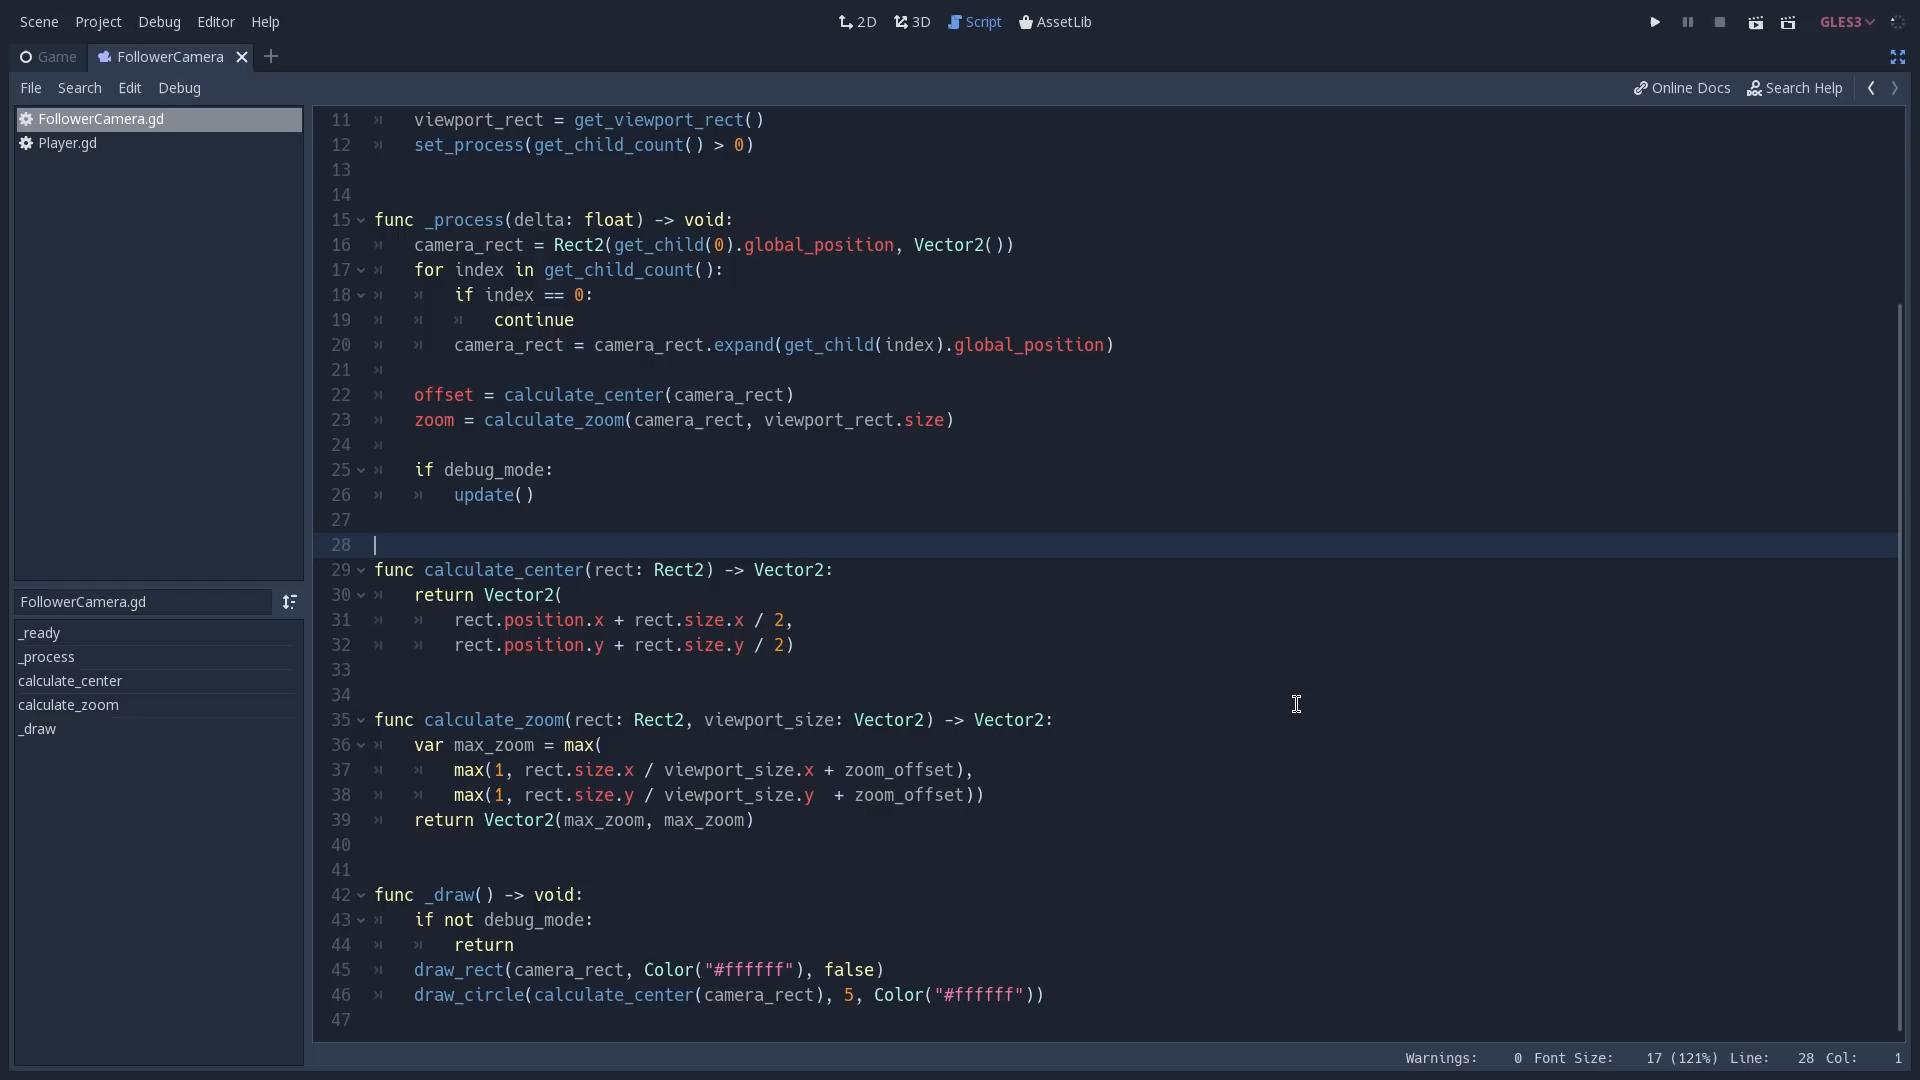 Scene Project Debug Editor Help 2D 3D Script AssetLib GLES3
Game FollowerCamera
File Search Edit Debug Online Docs Search Help
FollowerCamera.gd
Player.gd
FollowerCamera.gd
_ready
_process
calculate_center
calculate_zoom
_draw
11 viewport_rect = get_viewport_rect()
12 set_process(get_child_count() > 0)
13
14
15 func _process(delta: float) -> void:
16 camera_rect = Rect2(get_child(0).global_position, Vector2())
17 for index in get_child_count():
18 if index == 0:
19 continue
20 camera_rect = camera_rect.expand(get_child(index).global_position)
21
22 offset = calculate_center(camera_rect)
23 zoom = calculate_zoom(camera_rect, viewport_rect.size)
24
25 if debug_mode:
26 update()
27
28
29 func calculate_center(rect: Rect2) -> Vector2:
30 return Vector2(
31 rect.position.x + rect.size.x / 2,
32 rect.position.y + rect.size.y / 2)
33
34
35 func calculate_zoom(rect: Rect2, viewport_size: Vector2) -> Vector2:
36 var max_zoom = max(
37 max(1, rect.size.x / viewport_size.x + zoom_offset),
38 max(1, rect.size.y / viewport_size.y  + zoom_offset))
39 return Vector2(max_zoom, max_zoom)
40
41
42 func _draw() -> void:
43 if not debug_mode:
44 return
45 draw_rect(camera_rect, Color("#ffffff"), false)
46 draw_circle(calculate_center(camera_rect), 5, Color("#ffffff"))
47
Warnings: 0 Font Size: 17 (121%) Line: 28 Col: 1